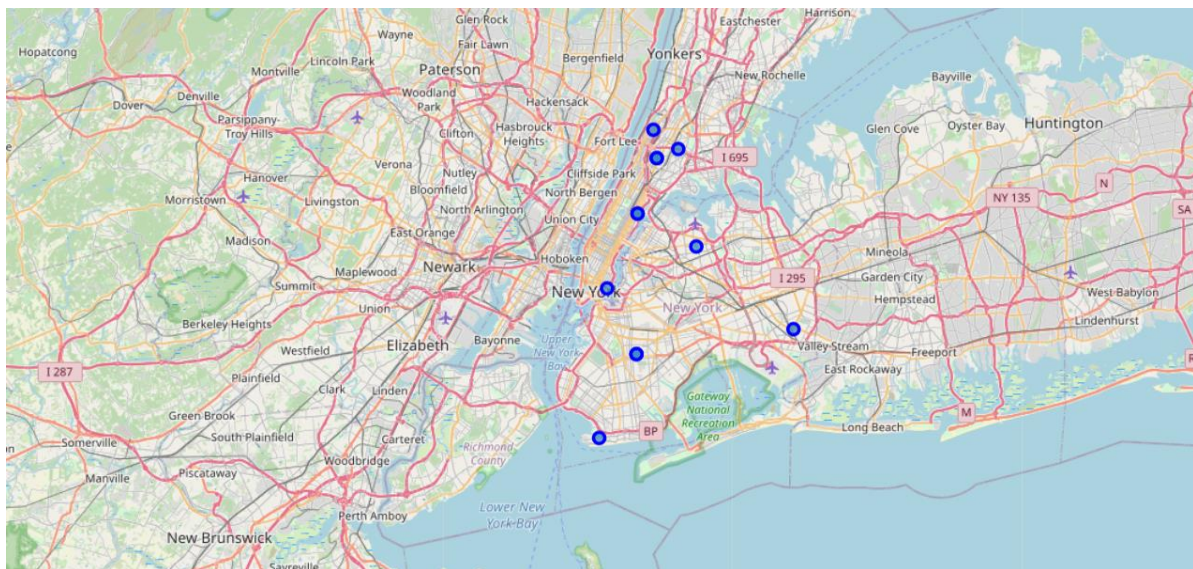 Glen Rock
Eastchester
Harrison
Hopatcong
Wayne
Fair Lawn
Bergenfield
Yonkers
Montville
Lincoln Park
Paterson
New Rochelle
Bayville
Denville
Woodland
Park
Hackensack
Dover
Parsippany-
Troy Hills
Clifton
Hasbrouck
Heights
Fort Lee
Glen Cove
Oyster Bay
Huntington
Verona
Nutley
Cliffside Park
I 695
Hanover
Bloomfield
North Bergen
N
Morristown
Livingston
North Arlington
NY 135
SA
Union City
East Orange
Madison
Mineola
Maplewood
Newark
Hoboken
I 295
Garden City
Summit
Union
New York
New York
Hempstead
West Babylon
Berkeley Heights
Lindenhurst
Elizabeth
Bayonne
Upper
New York
Bay
Valley Stream
Freeport
Westfield
East Rockaway
I 287
Plainfield
Clark
Linden
Gateway
National
Recreation
Area
Green Brook
M
Somerville
South Plainfield
Carteret
BP
Long Beach
Richmond
County
Woodbridge
Manville
Piscataway
Perth Amboy
Lower New
York Bay
New Brunswick
Sayreville